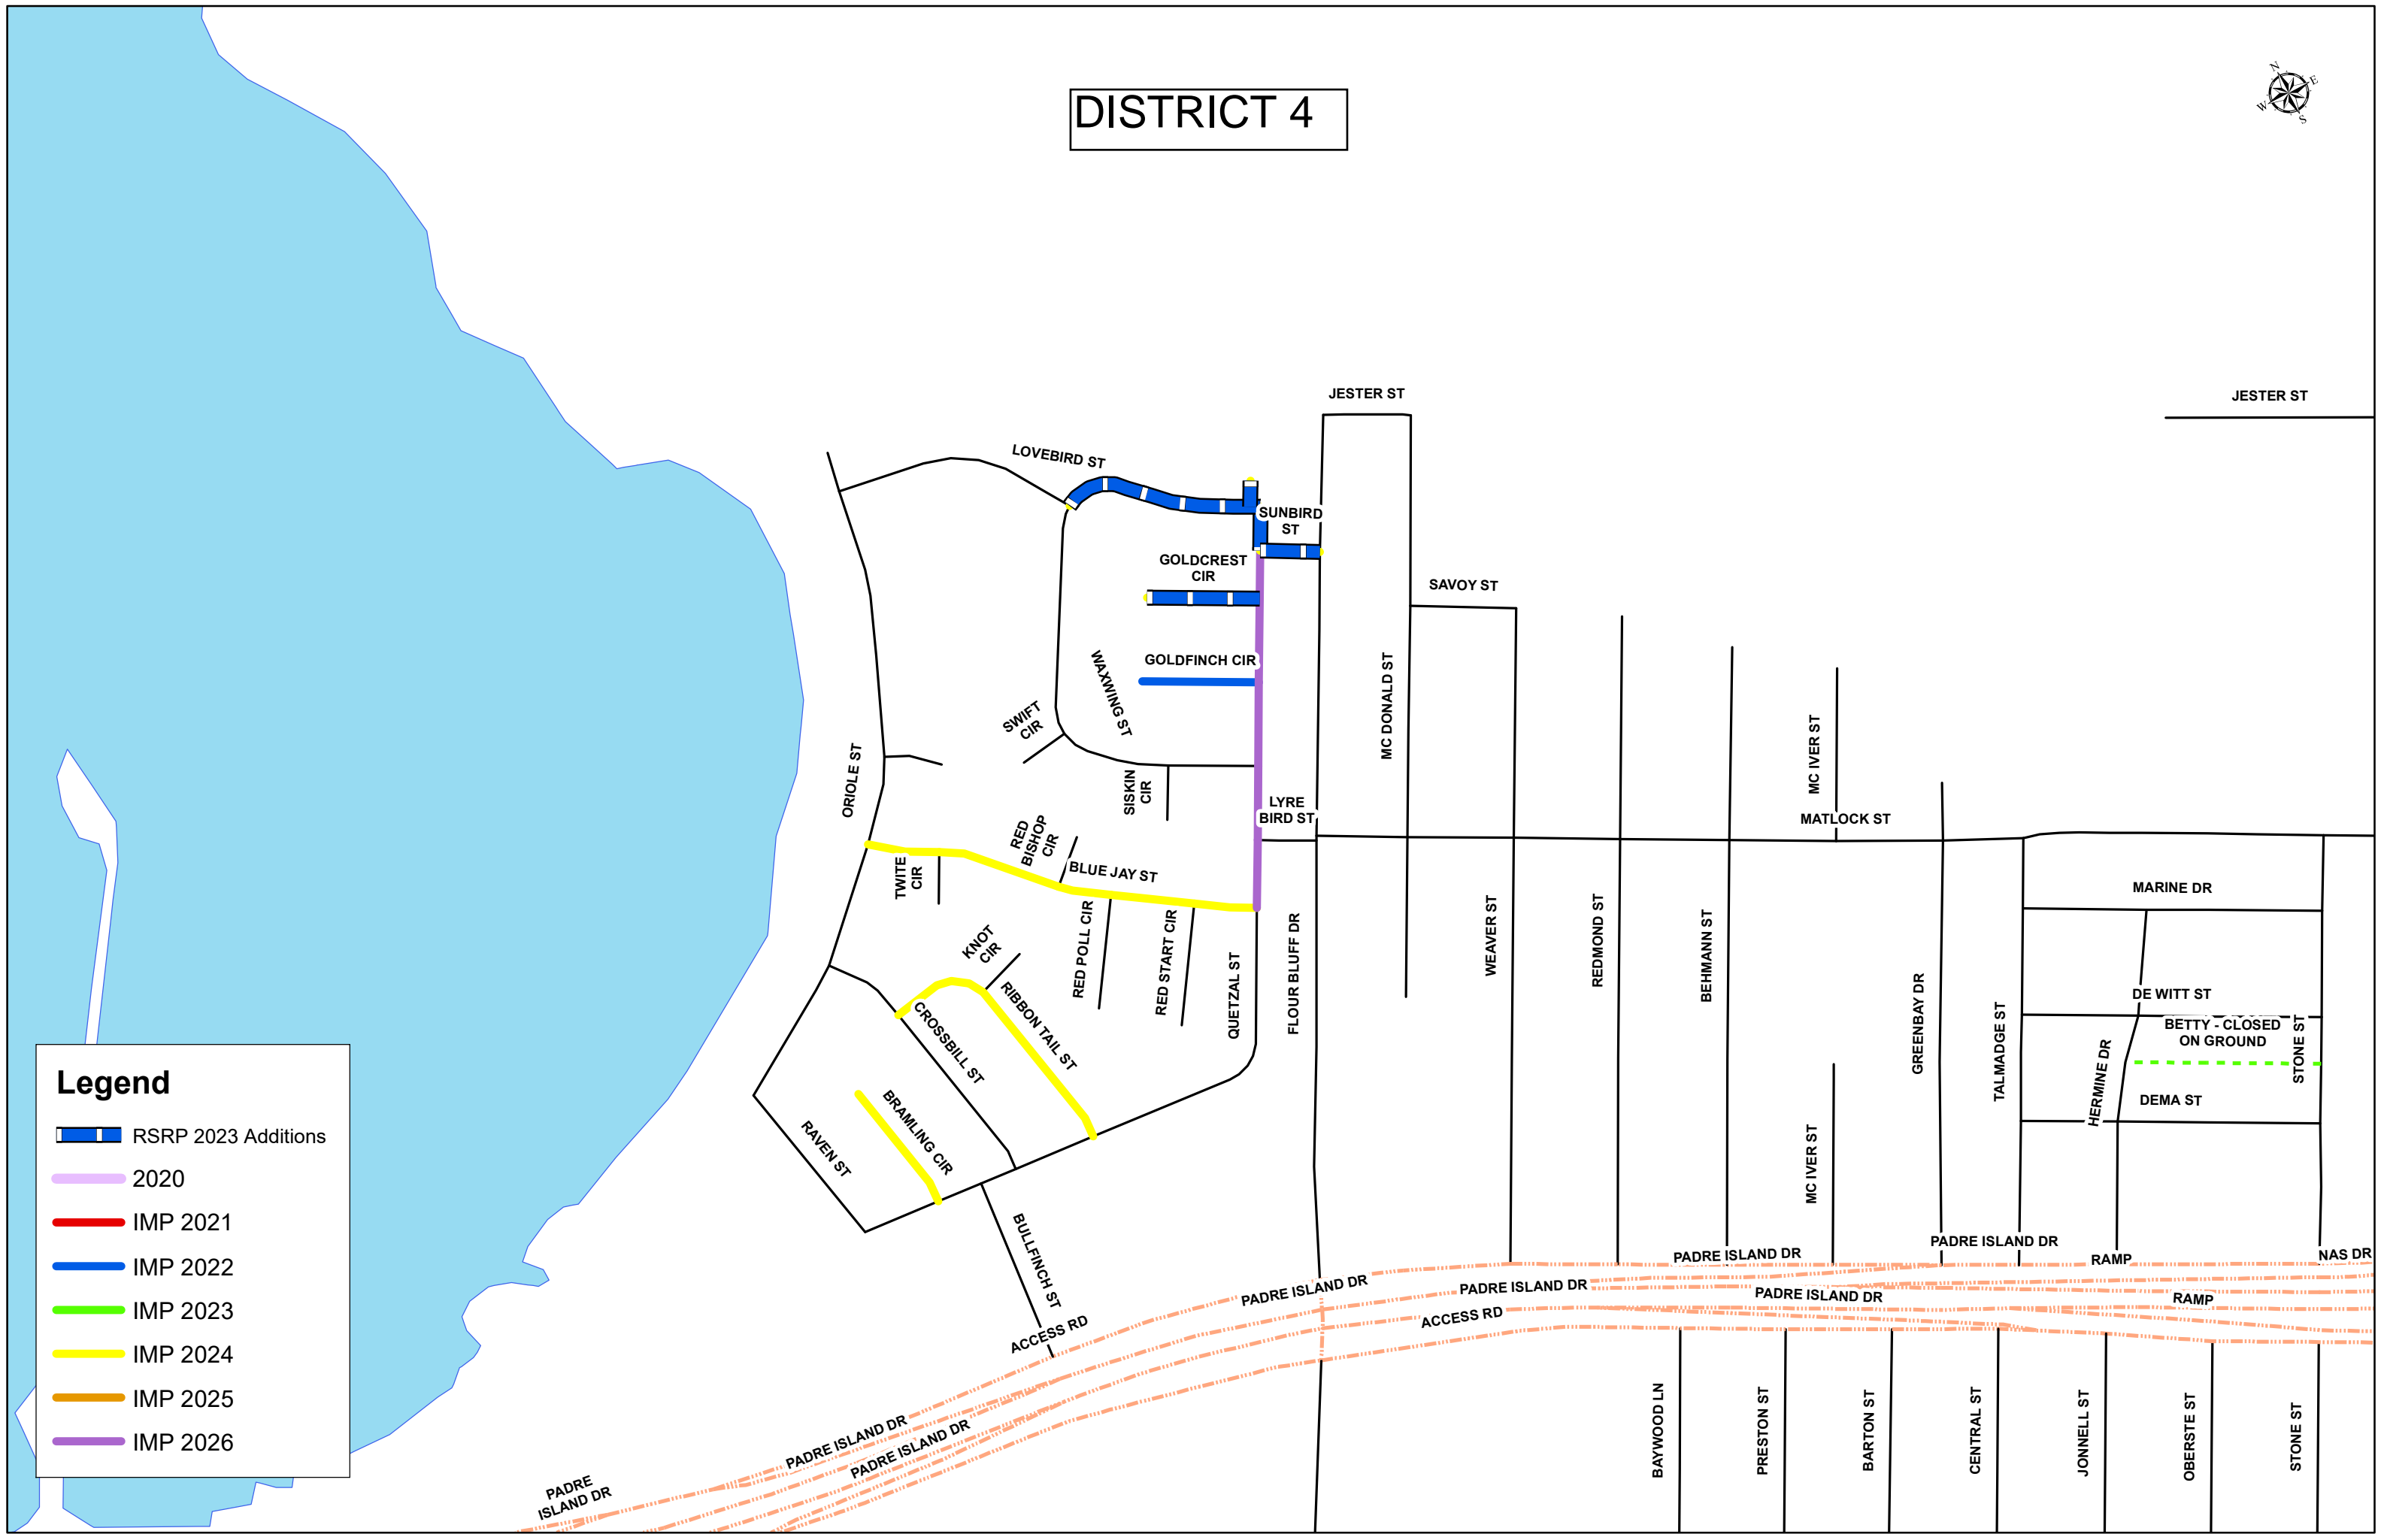 DISTRICT 4
N
E
W
S
JESTER ST
JESTER ST
LOVEBIRD ST
SUNBIRD
ST
GOLDCREST
CIR
SAVOY ST
GOLDFINCH CIR
WAXWING ST
MC DONALD ST
SWIFT
CIR
ORIOLE ST
SISKIN
CIR
MC IVER ST
LYRE
BIRD ST
MATLOCK ST
RED
BISHOP
CIR
TWITE
CIR
BLUE JAY ST
MARINE DR
KNOT
CIR
RED POLL CIR
RED START CIR
QUETZAL ST
FLOUR BLUFF DR
WEAVER ST
REDMOND ST
BEHMANN ST
GREENBAY DR
TALMADGE ST
DE WITT ST
BETTY - CLOSED
ON GROUND
STONE ST
HERMINE DR
DEMA ST
CROSSBILL ST
RIBBON TAIL ST
BRAMLING CIR
RAVEN ST
MC IVER ST
BULLFINCH ST
PADRE ISLAND DR
PADRE ISLAND DR
RAMP
NAS DR
PADRE ISLAND DR
PADRE ISLAND DR
PADRE ISLAND DR
RAMP
ACCESS RD
ACCESS RD
PADRE ISLAND DR
PADRE ISLAND DR
PADRE
ISLAND DR
BAYWOOD LN
PRESTON ST
BARTON ST
CENTRAL ST
JONNELL ST
OBERSTE ST
STONE ST
Legend
RSRP 2023 Additions
2020
IMP 2021
IMP 2022
IMP 2023
IMP 2024
IMP 2025
IMP 2026